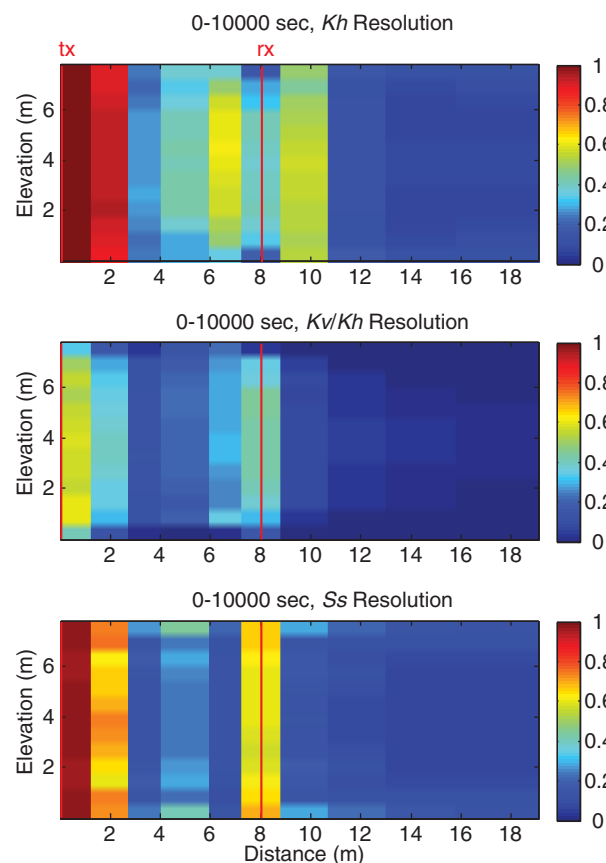 0-10000 sec, Kh Resolution
tx
rx
Elevation (m)
6
4
2
2 4 6 8 10 12 14 16 18
1
0.8
0.6
0.4
0.2
0
0-10000 sec, Kv/Kh Resolution
Elevation (m)
6
4
2
2 4 6 8 10 12 14 16 18
1
0.8
0.6
0.4
0.2
0
0-10000 sec, Ss Resolution
Elevation (m)
6
4
2
2 4 6 8 10 12 14 16 18
Distance (m)
1
0.8
0.6
0.4
0.2
0